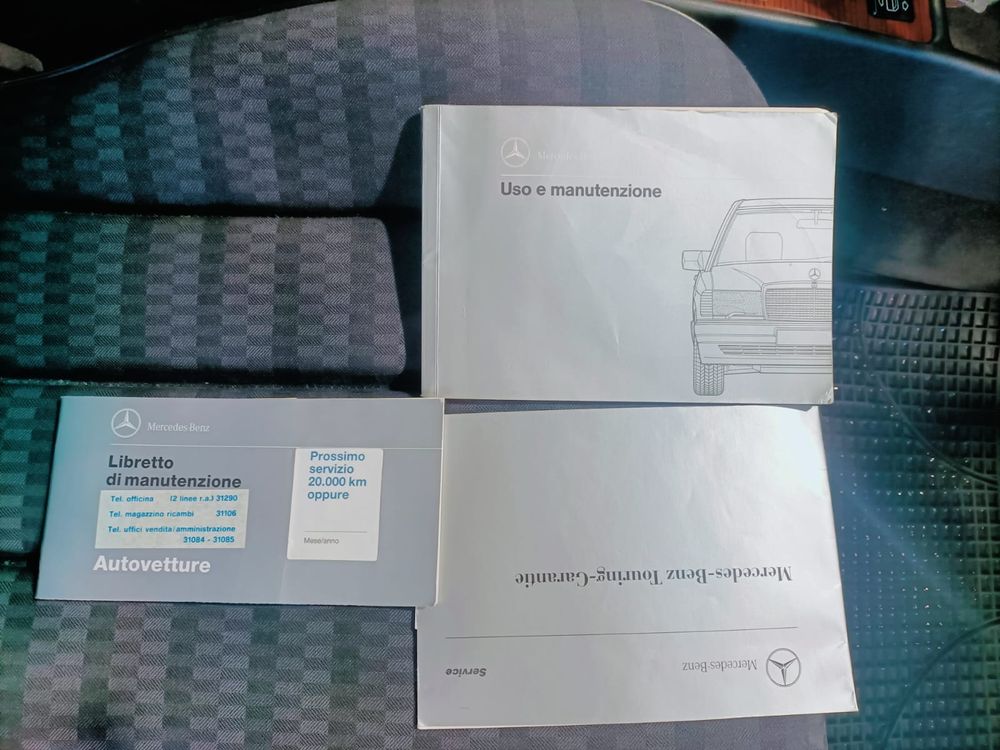 Mercedes Benz
Uso e manutenzione
Mercedes Benz
Libretto
di manutenzione
Tel. officina (2 linee r.a.) 31290
Tel. magazzino ricambi 31106
Tel. uffici vendita/amministrazione
31084 - 31085
Autovetture
Prossimo
servizio
20.000 km
oppure
Mese/anno
Mercedes-Benz Service
Mercedes-Benz Touring-Garantie